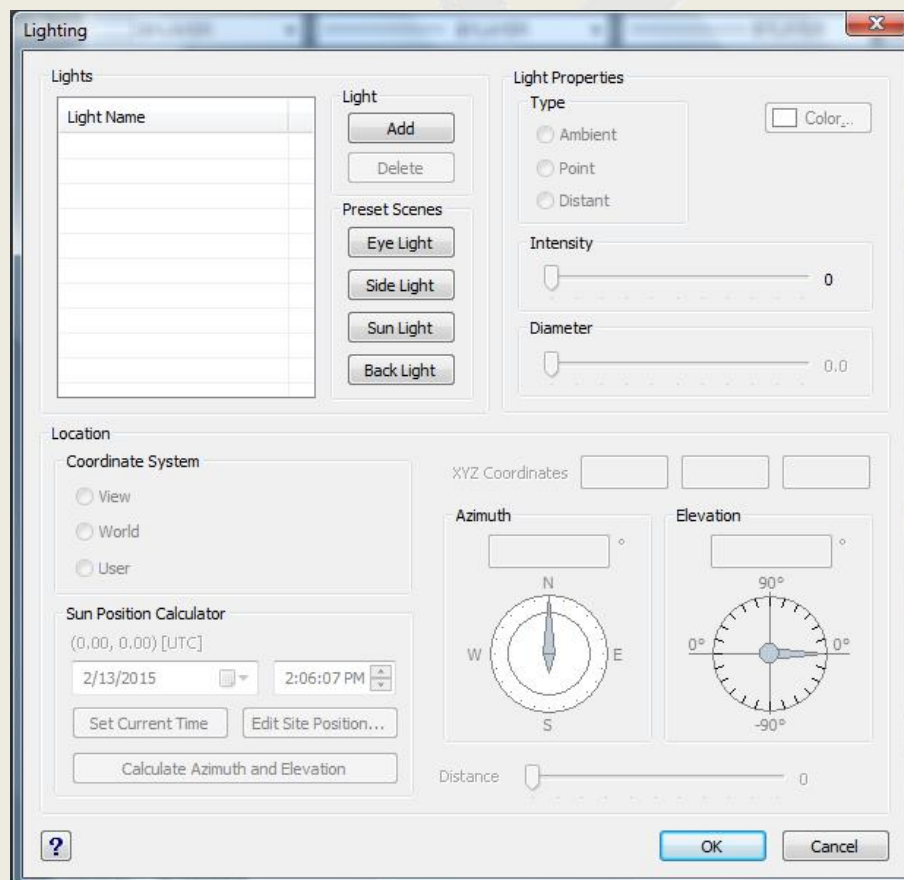 Lighting
Lights
Light Name
Light
Add
Delete
Preset Scenes
Eye Light
Side Light
Sun Light
Back Light
Light Properties
Type
Ambient
Point
Distant
Color...
Intensity
0
Diameter
0.0
Location
Coordinate System
View
World
User
Sun Position Calculator
(0.00, 0.00) [UTC]
2/13/2015
2:06:07 PM
Set Current Time
Edit Site Position...
Calculate Azimuth and Elevation
XYZ Coordinates
Azimuth
°
N
W
E
S
Elevation
°
90°
0°
0°
-90°
Distance
0
?
OK
Cancel